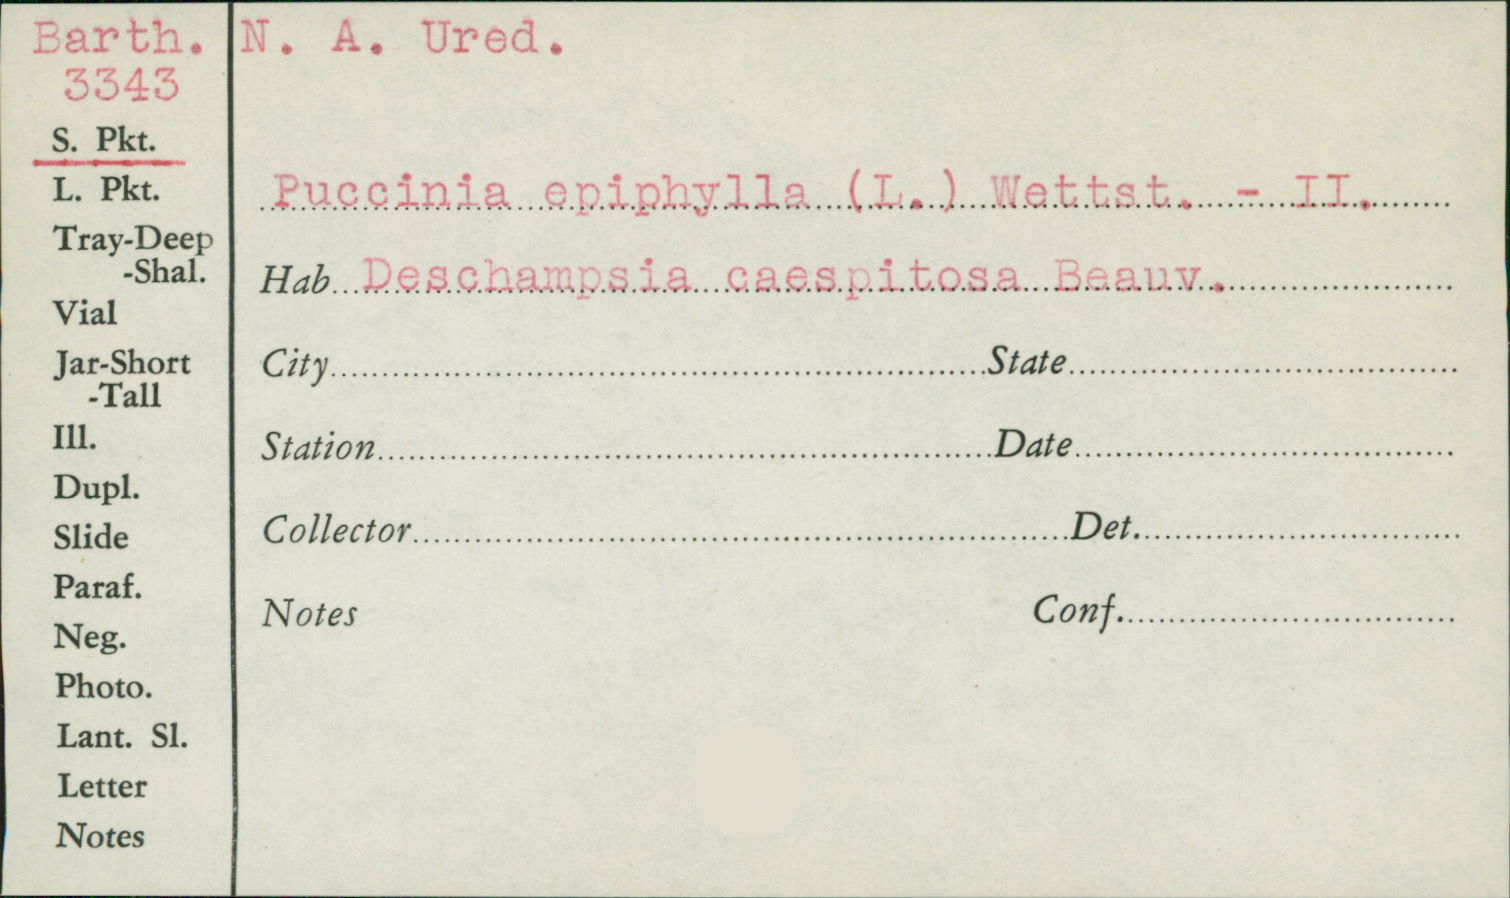 Barth. N. A. Ured.
3343
S. Pkt.
L. Pkt.
Tray-Deep
-Shal.
Vial
Jar-Short
-Tall
Ill.
Dupl.
Slide
Paraf.
Neg.
Photo.
Lant. Sl.
Letter
Notes
Puccinia epiphylla (L.) Wettst. - II.
Hab Deschampsia caespitosa Beauv.
City State
Station Date
Collector Det.
Notes Conf.